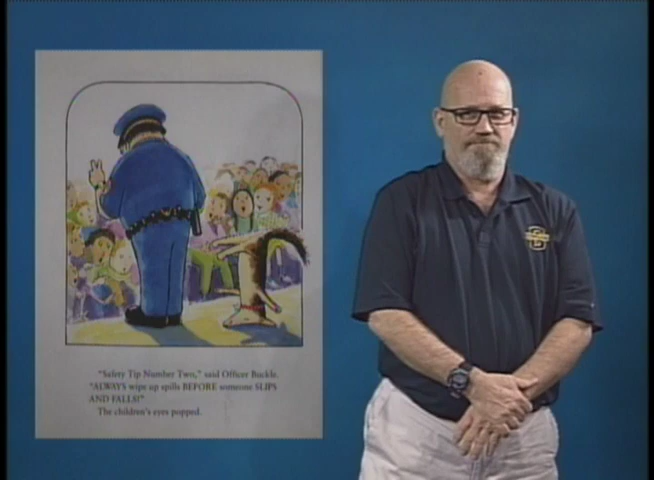 "Safety Tip Number Two," said Officer Buckle.
"ALWAYS wipe up spills BEFORE someone SLIPS
AND FALLS!"
The children's eyes popped.